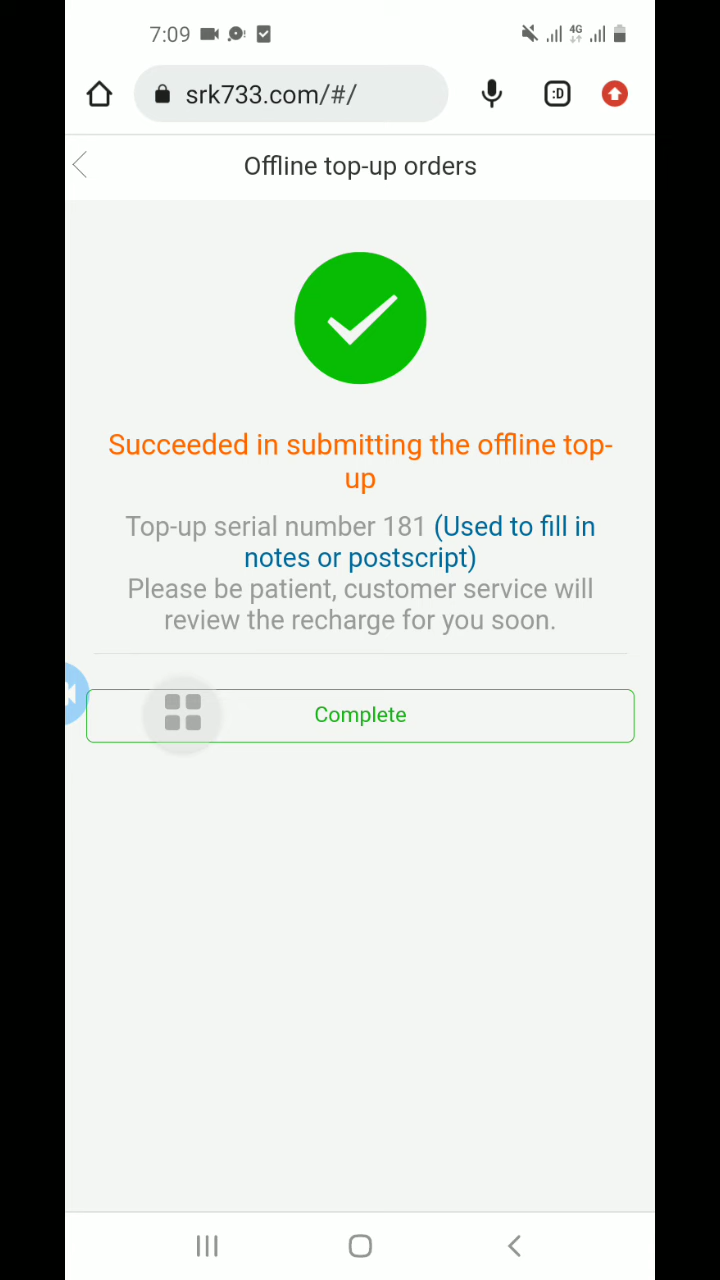 7:09
4G
srk733.com/#/
:D
Offline top-up orders
Succeeded in submitting the offline top-
up
Top-up serial number 181 (Used to fill in
notes or postscript)
Please be patient, customer service will
review the recharge for you soon.
Complete